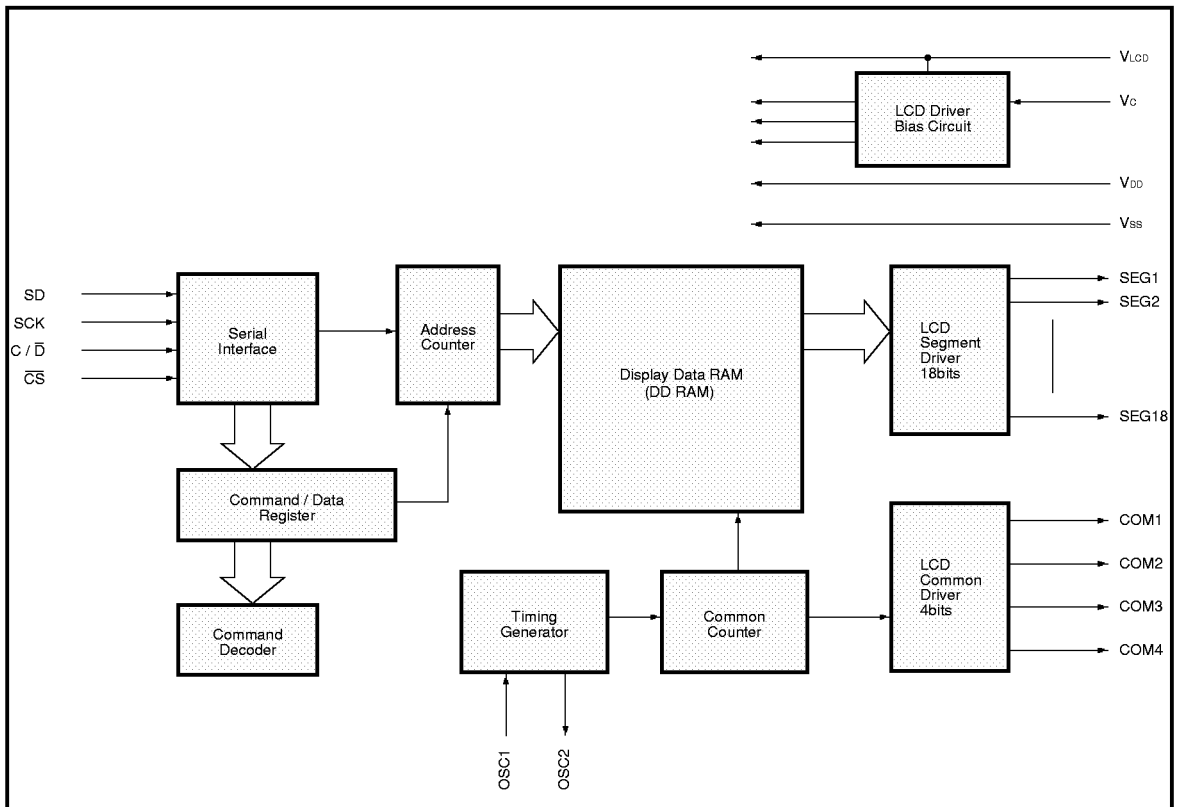 VLCD
LCD Driver
Bias Circuit
VC
VDD
VSS
SD
SCK
C / D̅
C̅S̅
Serial
Interface
Address
Counter
Display Data RAM
(DD RAM)
LCD
Segment
Driver
18bits
SEG1
SEG2
SEG18
Command / Data
Register
Command
Decoder
Timing
Generator
Common
Counter
LCD
Common
Driver
4bits
COM1
COM2
COM3
COM4
OSC1
OSC2